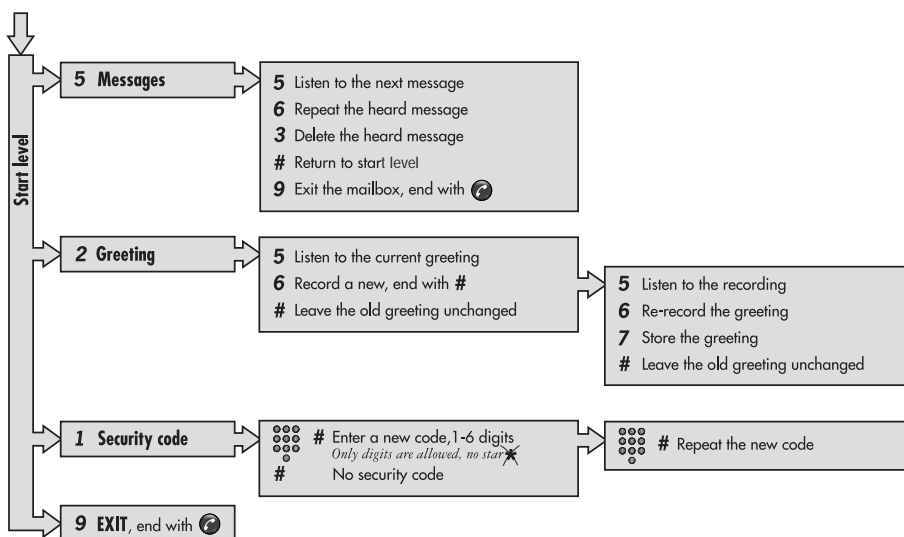 Start level
5 Messages
5 Listen to the next message
6 Repeat the heard message
3 Delete the heard message
# Return to start level
9 Exit the mailbox, end with
2 Greeting
5 Listen to the current greeting
6 Record a new, end with #
# Leave the old greeting unchanged
5 Listen to the recording
6 Re-record the greeting
7 Store the greeting
# Leave the old greeting unchanged
1 Security code
# Enter a new code,1-6 digits
Only digits are allowed, no star *
# No security code
# Repeat the new code
9 EXIT, end with